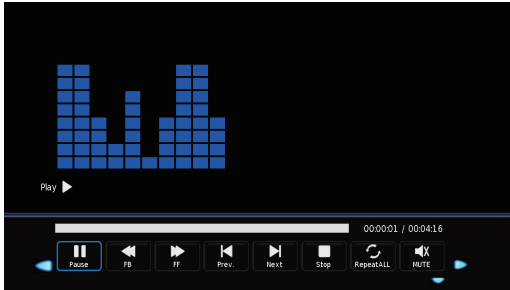 Play
00:00:01 / 00:04:16
Pause FB FF Prev. Next Stop RepeatALL MUTE